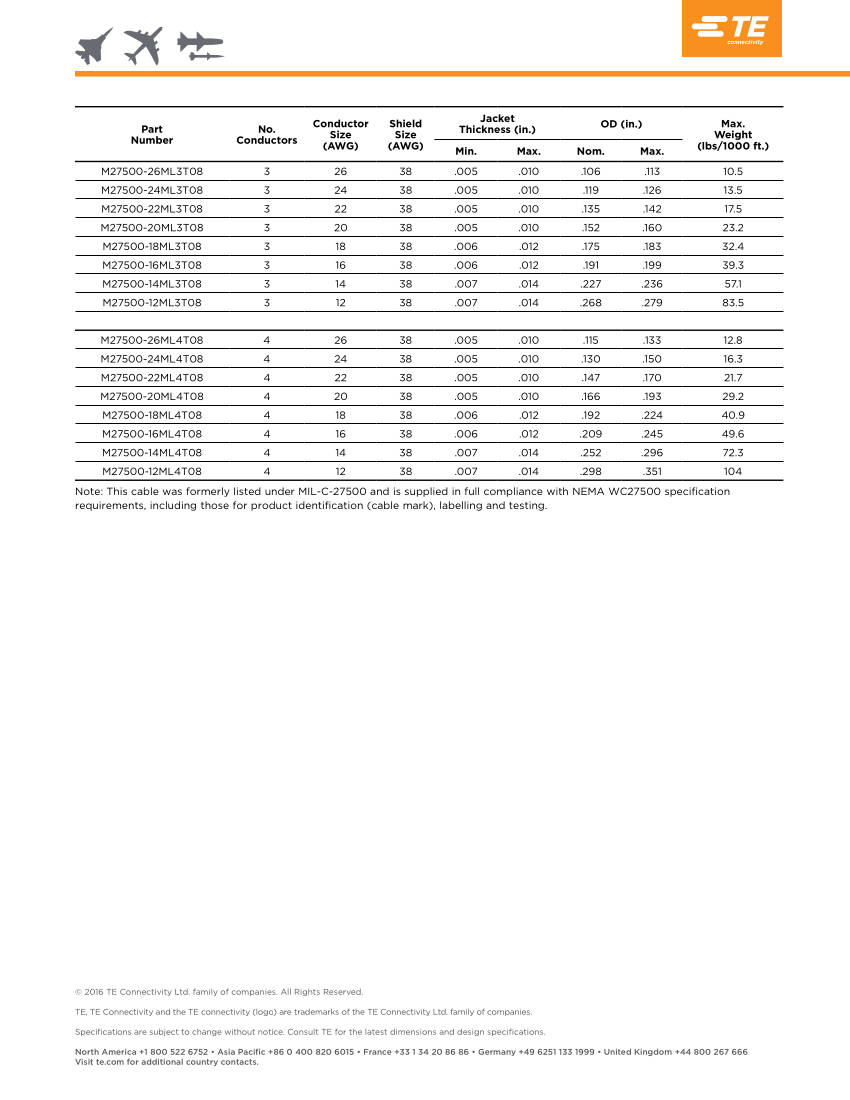 TE
connectivity
Part Number | No. Conductors | Conductor Size (AWG) | Shield Size (AWG) | Jacket Thickness (in.) | OD (in.) | Max. Weight (lbs/1000 ft.)
Min. | Max. | Nom. | Max.
M27500-26ML3T08 3 26 38 .005 .010 .106 .113 10.5
M27500-24ML3T08 3 24 38 .005 .010 .119 .126 13.5
M27500-22ML3T08 3 22 38 .005 .010 .135 .142 17.5
M27500-20ML3T08 3 20 38 .005 .010 .152 .160 23.2
M27500-18ML3T08 3 18 38 .006 .012 .175 .183 32.4
M27500-16ML3T08 3 16 38 .006 .012 .191 .199 39.3
M27500-14ML3T08 3 14 38 .007 .014 .227 .236 57.1
M27500-12ML3T08 3 12 38 .007 .014 .268 .279 83.5
M27500-26ML4T08 4 26 38 .005 .010 .115 .133 12.8
M27500-24ML4T08 4 24 38 .005 .010 .130 .150 16.3
M27500-22ML4T08 4 22 38 .005 .010 .147 .170 21.7
M27500-20ML4T08 4 20 38 .005 .010 .166 .193 29.2
M27500-18ML4T08 4 18 38 .006 .012 .192 .224 40.9
M27500-16ML4T08 4 16 38 .006 .012 .209 .245 49.6
M27500-14ML4T08 4 14 38 .007 .014 .252 .296 72.3
M27500-12ML4T08 4 12 38 .007 .014 .298 .351 104
Note: This cable was formerly listed under MIL-C-27500 and is supplied in full compliance with NEMA WC27500 specification
requirements, including those for product identification (cable mark), labelling and testing.
© 2016 TE Connectivity Ltd. family of companies. All Rights Reserved.
TE, TE Connectivity and the TE connectivity (logo) are trademarks of the TE Connectivity Ltd. family of companies.
Specifications are subject to change without notice. Consult TE for the latest dimensions and design specifications.
North America +1 800 522 6752 • Asia Pacific +86 0 400 820 6015 • France +33 1 34 20 86 86 • Germany +49 6251 133 1999 • United Kingdom +44 800 267 666
Visit te.com for additional country contacts.